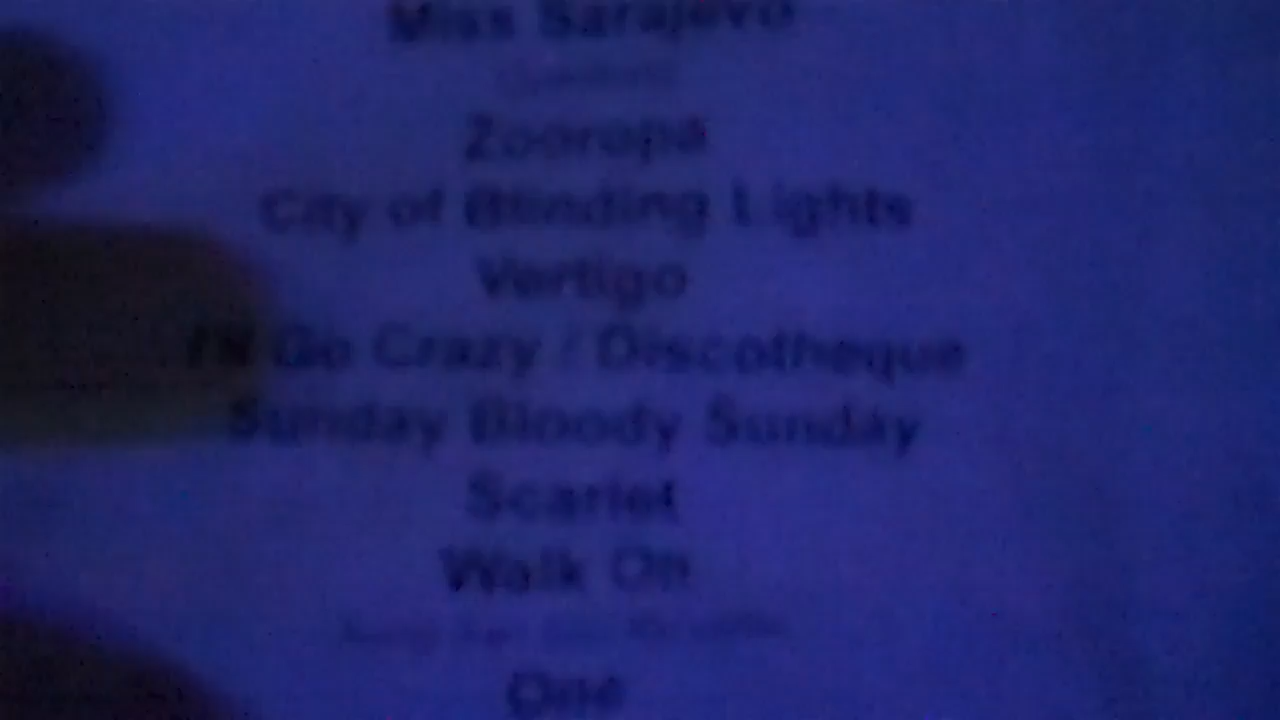 Miss Sarajevo
Zooropa
City of Blinding Lights
Vertigo
I'll Go Crazy / Discotheque
Sunday Bloody Sunday
Scarlet
Walk On
One